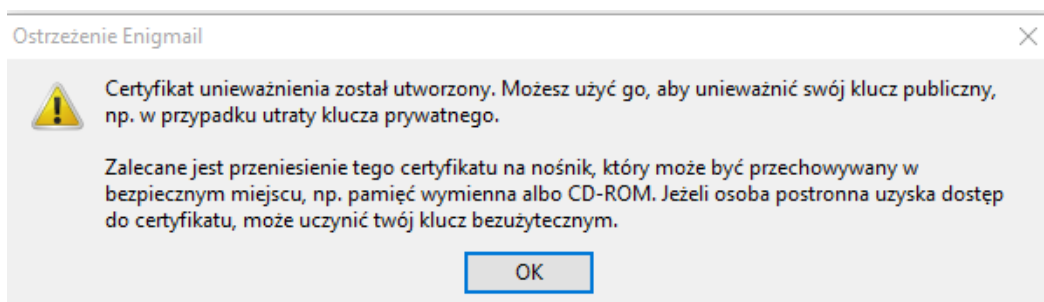 Ostrzeżenie Enigmail
Certyfikat unieważnienia został utworzony. Możesz użyć go, aby unieważnić swój klucz publiczny,
np. w przypadku utraty klucza prywatnego.
Zalecane jest przeniesienie tego certyfikatu na nośnik, który może być przechowywany w
bezpiecznym miejscu, np. pamięć wymienna albo CD-ROM. Jeżeli osoba postronna uzyska dostęp
do certyfikatu, może uczynić twój klucz bezużytecznym.
OK